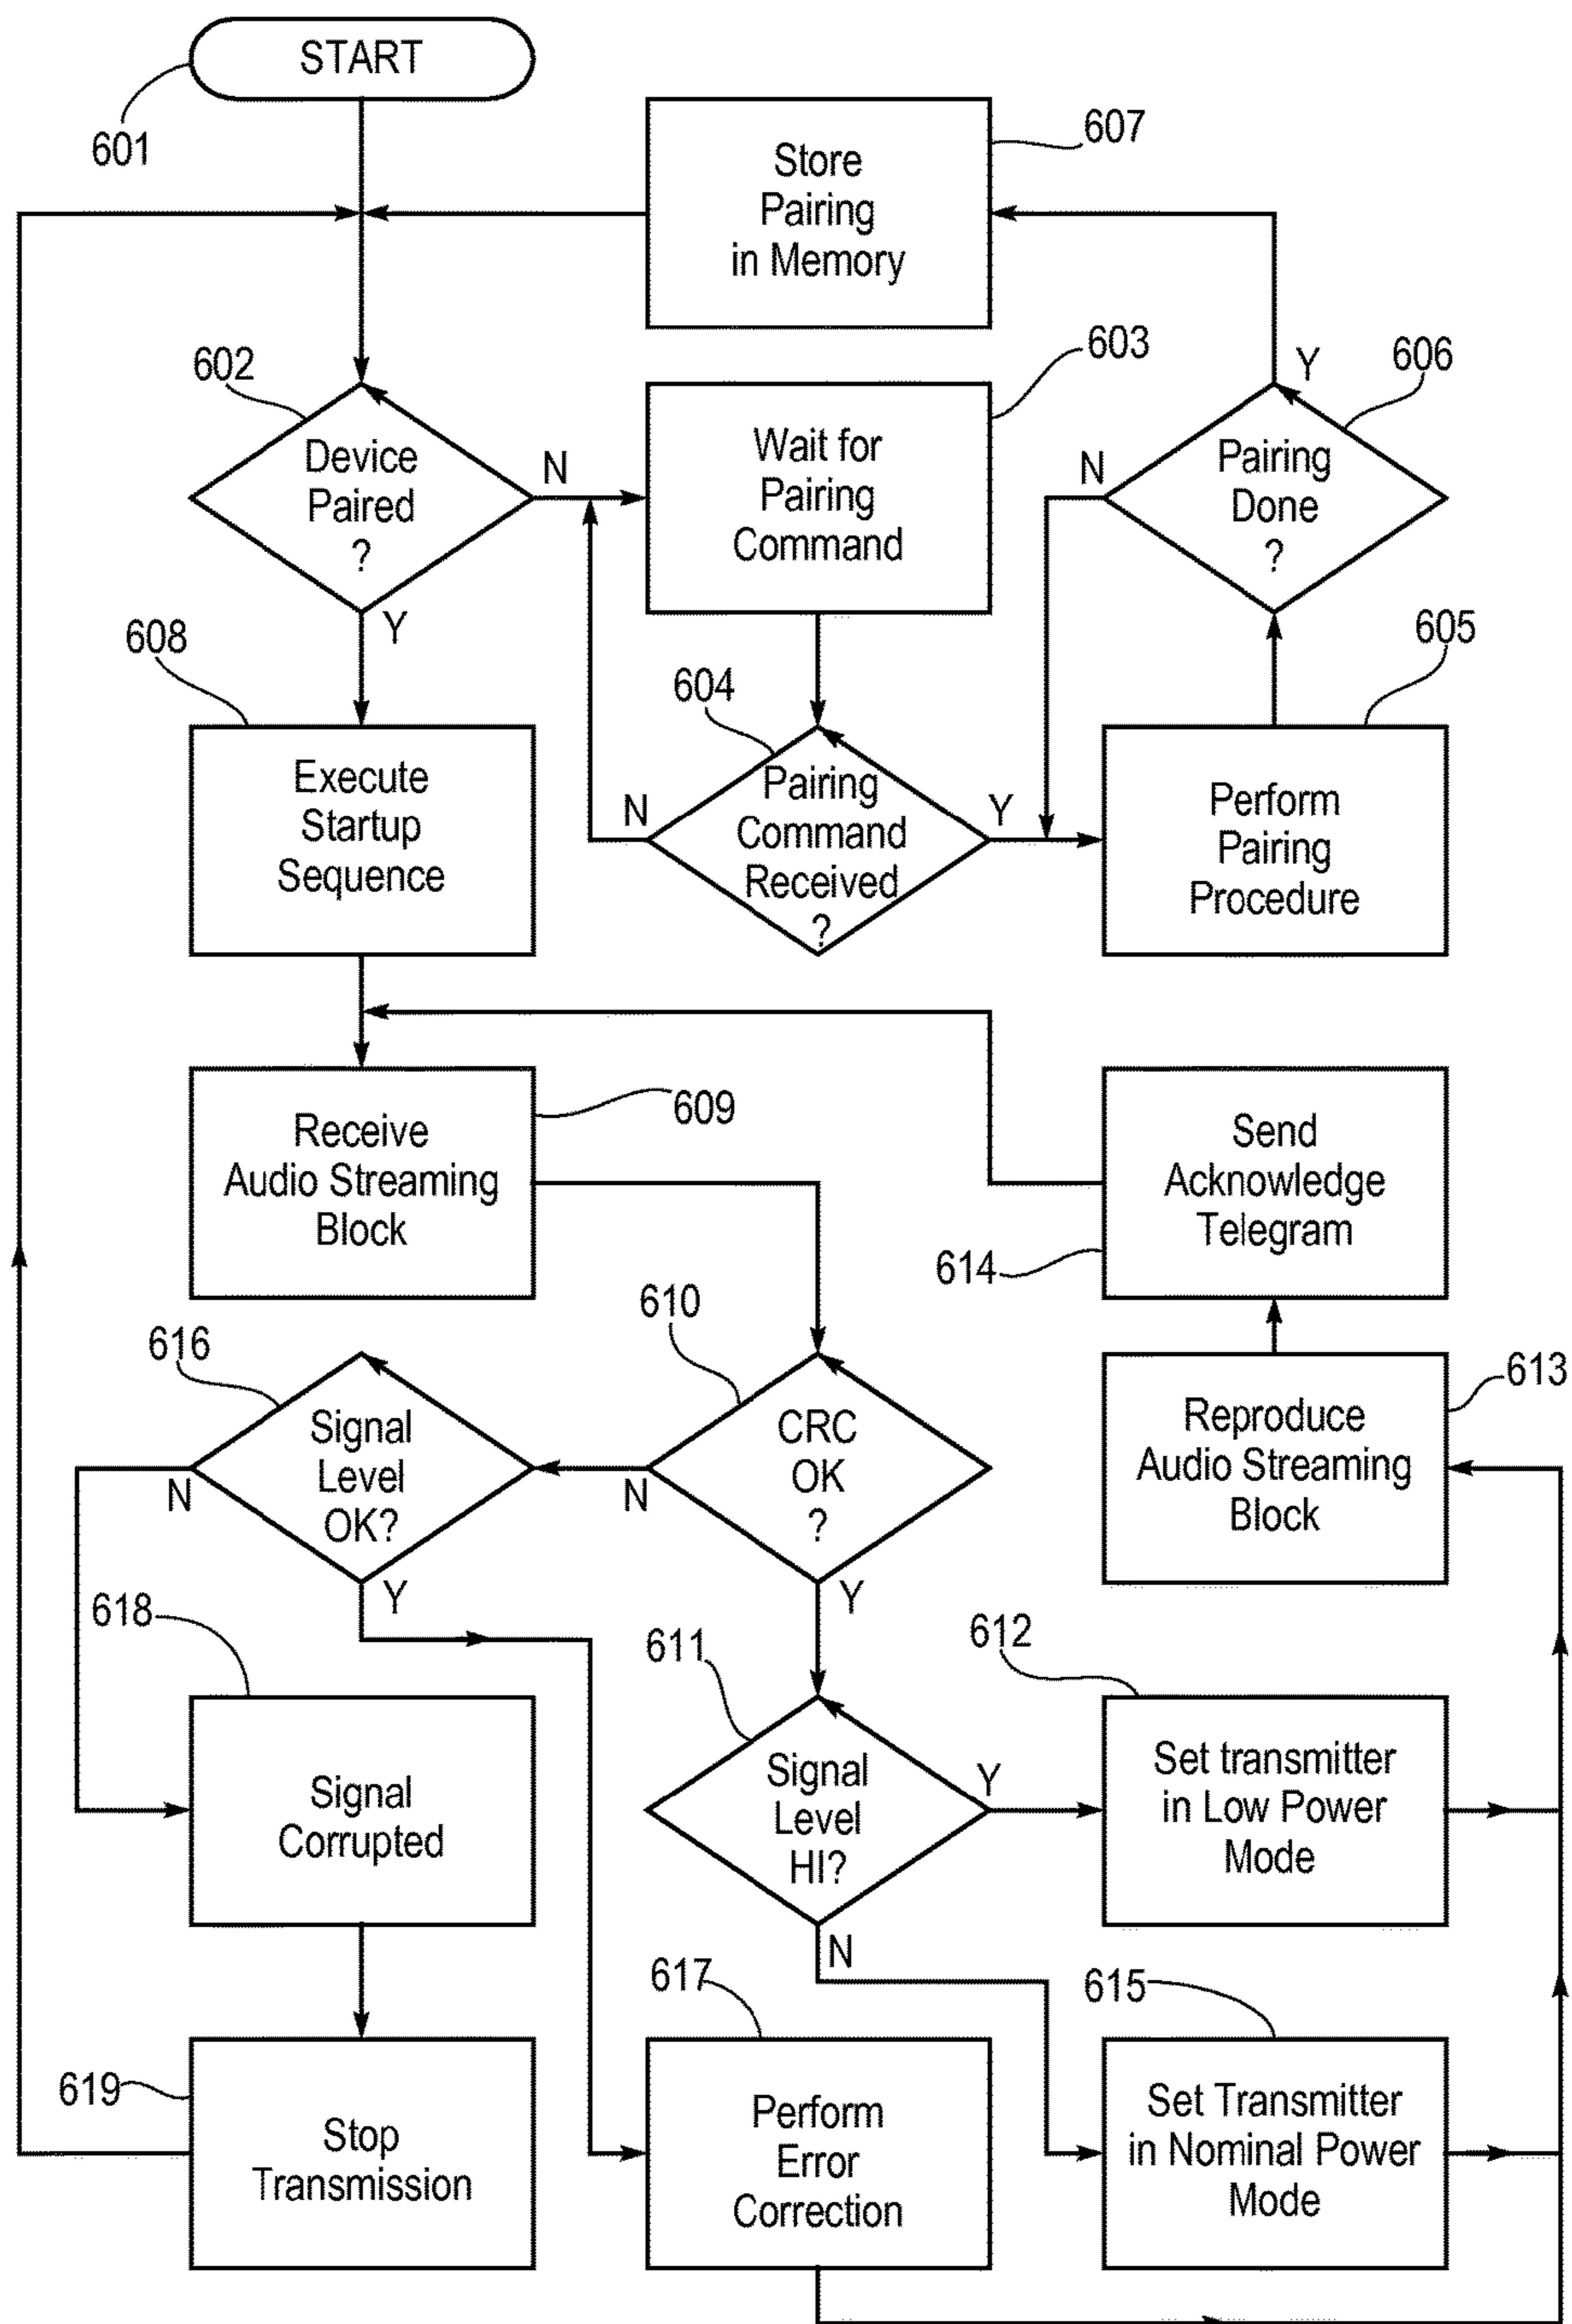 START
601
Store
Pairing
in Memory
607
602
Device
Paired
?
N
Y
Wait for
Pairing
Command
603
Y
606
N
Pairing
Done
?
608
Execute
Startup
Sequence
604
N
Pairing
Command
Received
?
Y
605
Perform
Pairing
Procedure
Receive
Audio Streaming
Block
609
Send
Acknowledge
Telegram
614
616
Signal
Level
OK?
N
Y
610
CRC
OK
?
N
Y
613
Reproduce
Audio Streaming
Block
618
Signal
Corrupted
611
Signal
Level
HI?
Y
N
612
Set transmitter
in Low Power
Mode
619
Stop
Transmission
617
Perform
Error
Correction
615
Set Transmitter
in Nominal Power
Mode